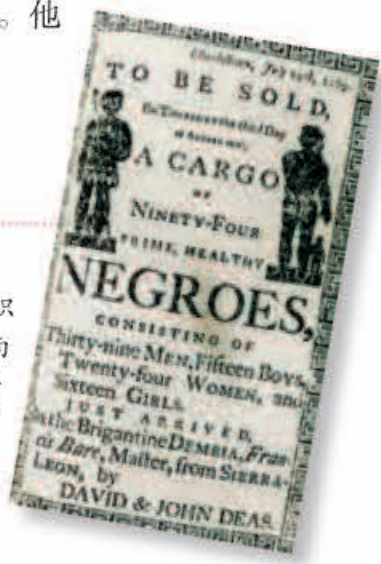 。他
织
TO BE SOLD,
A CARGO
OF
NINETY-FOUR
PRIME, HEALTHY
NEGROES,
CONSISTING OF
Thirty-nine MEN, Fifteen BOYS,
Twenty-four WOMEN, and
Sixteen GIRLS.
JUST ARRIVED,
the Brigantine DEMBIA, Fran-
cis Bare, Master, from SIERRA-
LEON, by
DAVID & JOHN DEAS.